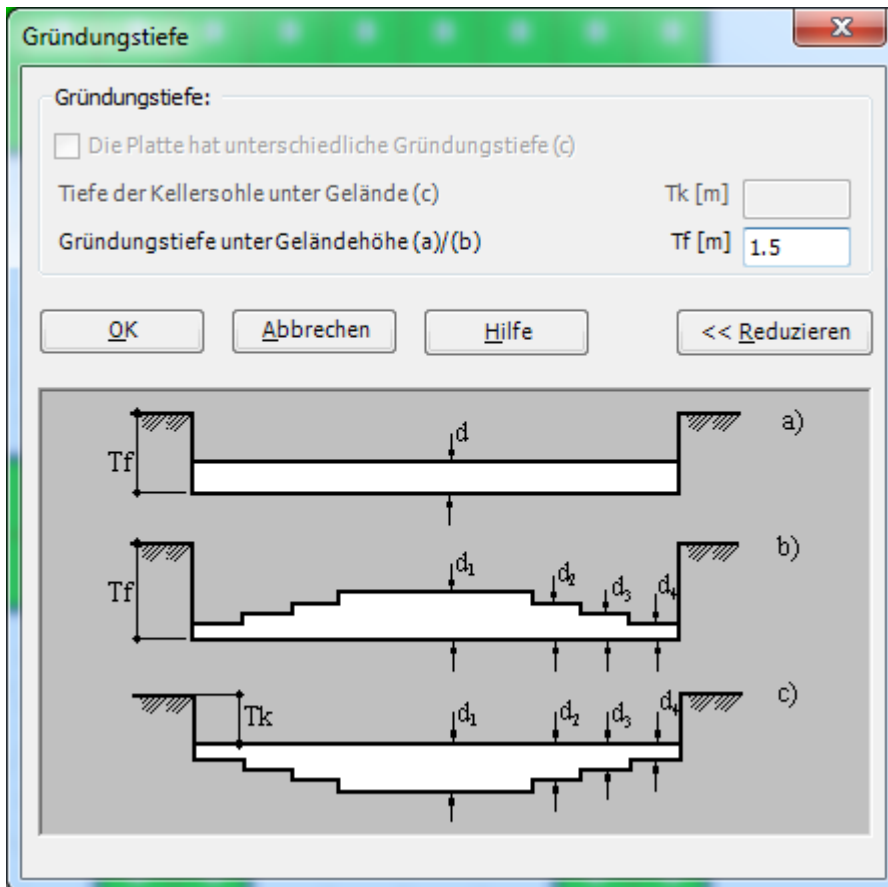 Gründungstiefe
Gründungstiefe:
Die Platte hat unterschiedliche Gründungstiefe (c)
Tiefe der Kellersohle unter Gelände (c) Tk [m]
Gründungstiefe unter Geländehöhe (a)/(b) Tf [m] 1.5
OK Abbrechen Hilfe << Reduzieren
d a)
Tf
b)
d₁ d₂ d₃ d₄
Tf
c)
Tk d₁ d₂ d₃ d₄